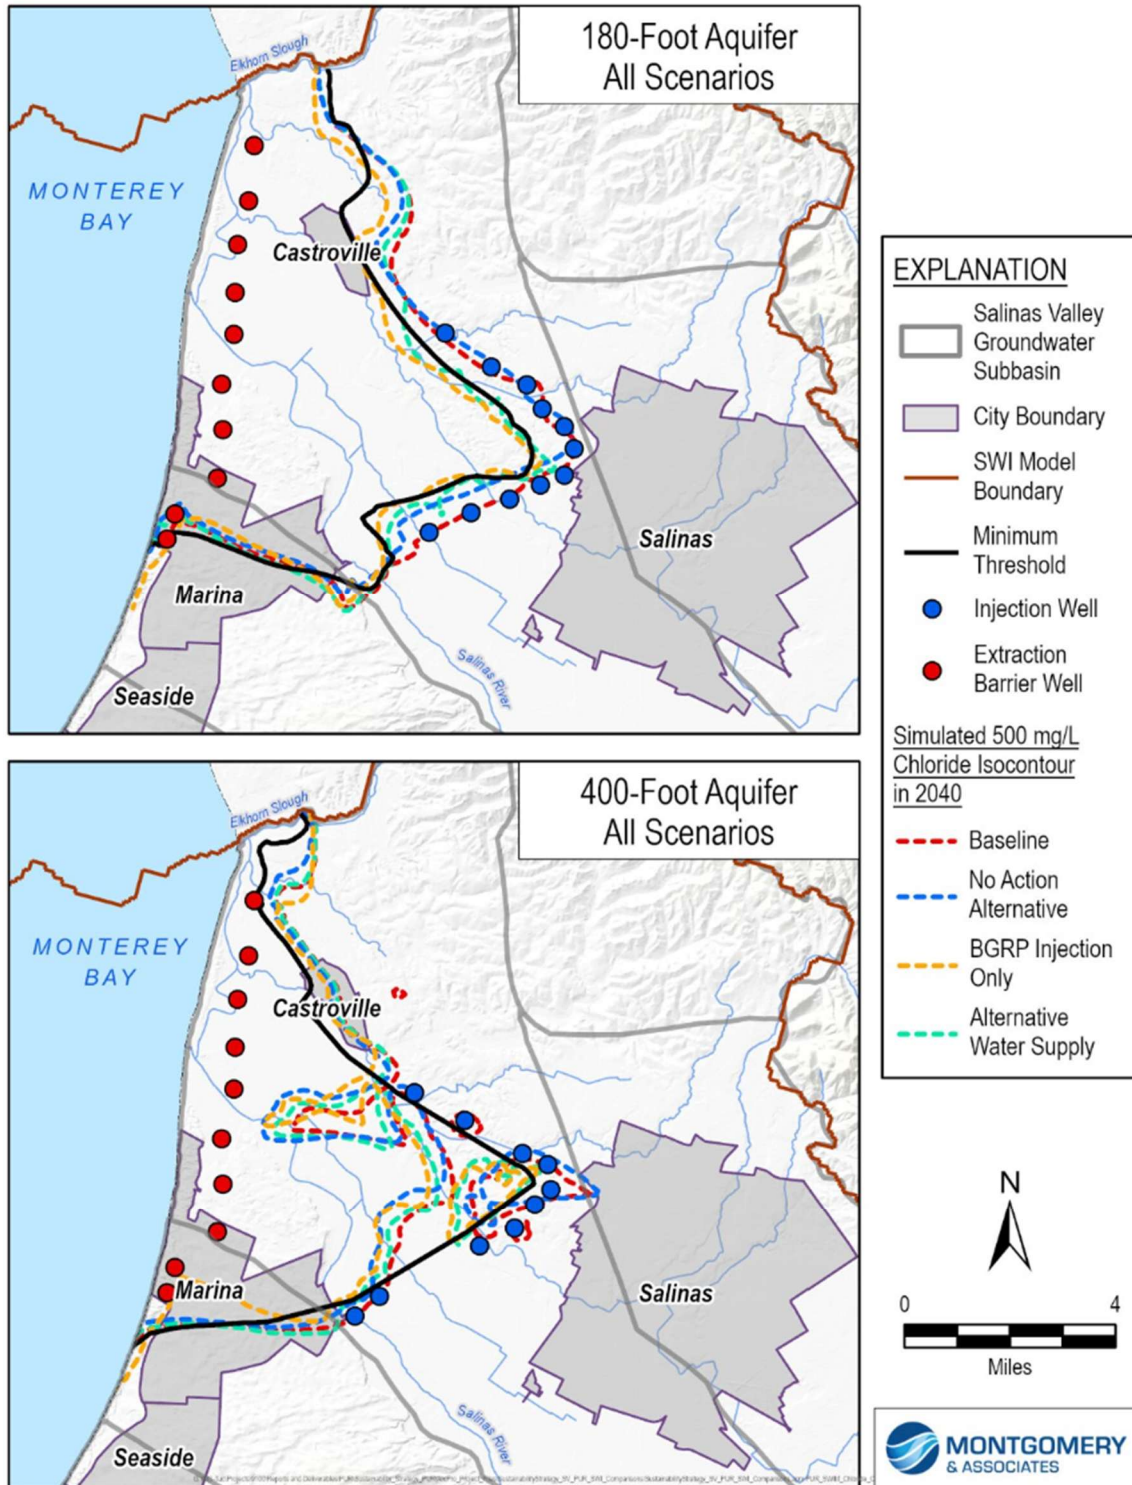 180-Foot Aquifer
All Scenarios
Elkhorn Slough
MONTEREY
BAY
Castroville
Salinas
Marina
Salinas River
Seaside
400-Foot Aquifer
All Scenarios
Elkhorn Slough
MONTEREY
BAY
Castroville
Marina
Salinas
Salinas River
Seaside
EXPLANATION
Salinas Valley
Groundwater
Subbasin
City Boundary
SWI Model
Boundary
Minimum
Threshold
Injection Well
Extraction
Barrier Well
Simulated 500 mg/L
Chloride Isocontour
in 2040
Baseline
No Action
Alternative
BGRP Injection
Only
Alternative
Water Supply
N
0 4
Miles
MONTGOMERY
& ASSOCIATES